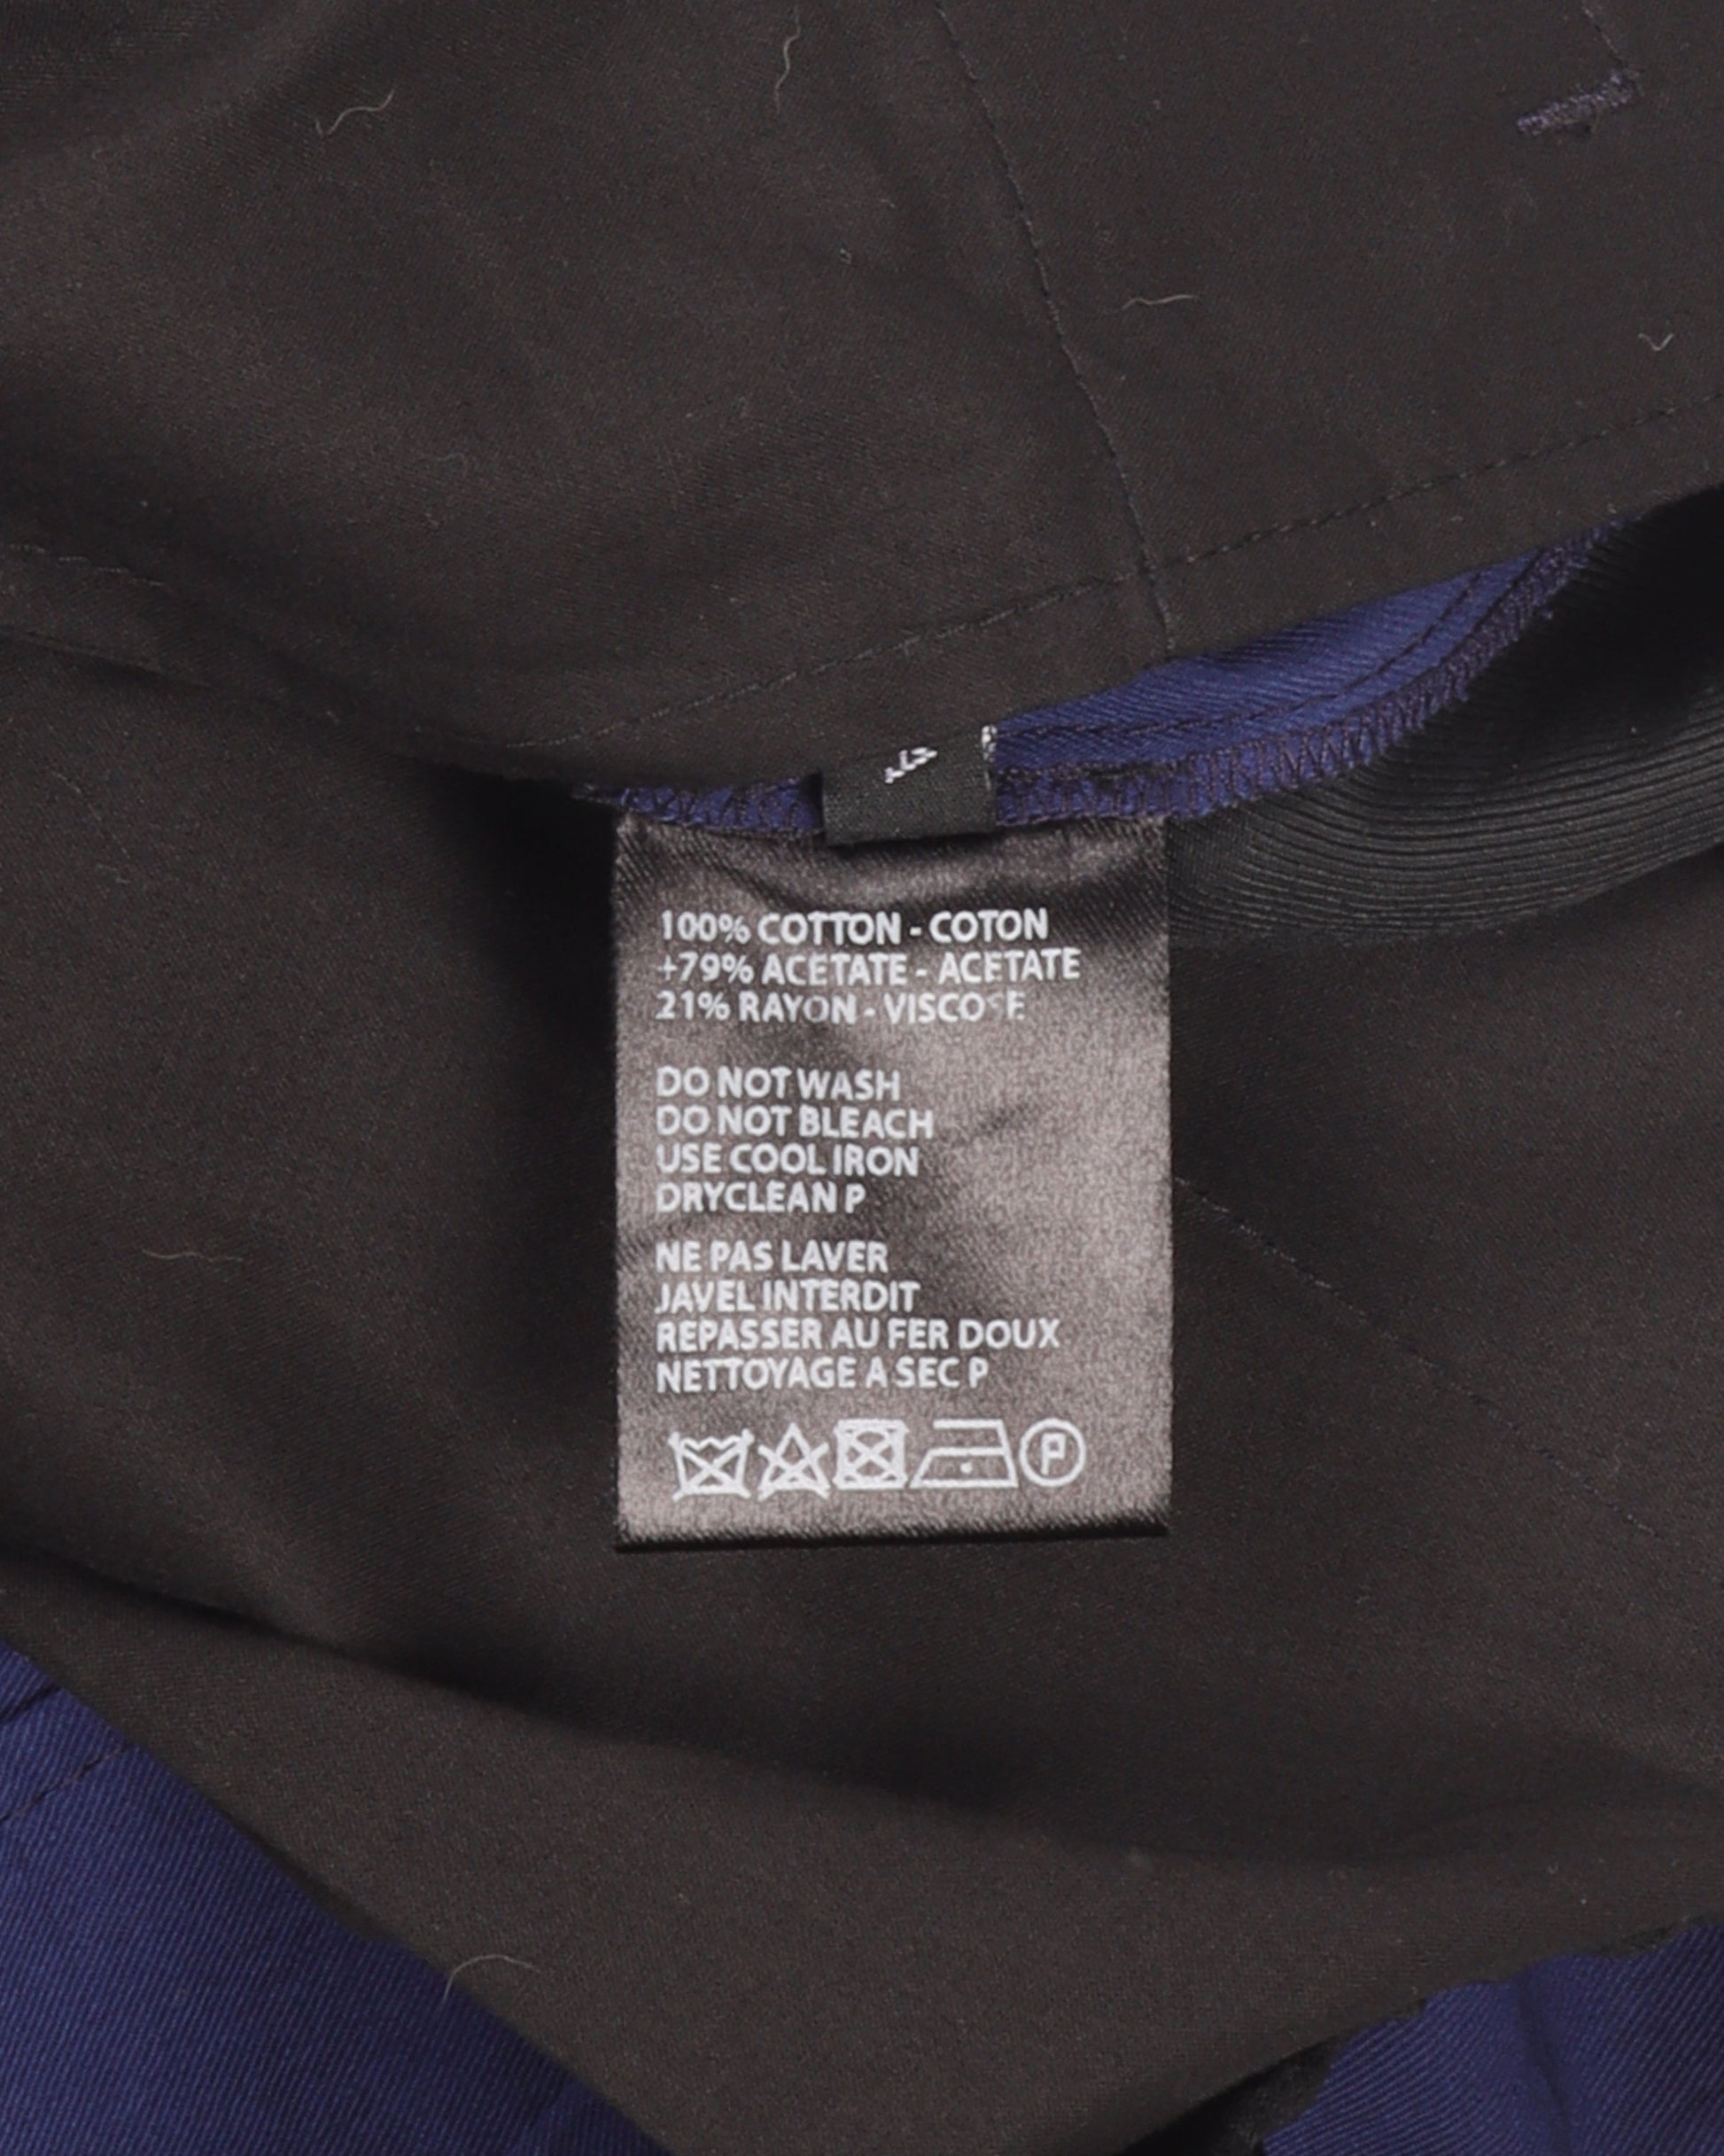 100% COTTON - COTON
+79% ACETATE - ACETATE
21% RAYON - VISCOSE
DO NOT WASH
DO NOT BLEACH
USE COOL IRON
DRYCLEAN P
NE PAS LAVER
JAVEL INTERDIT
REPASSER AU FER DOUX
NETTOYAGE A SEC P
P